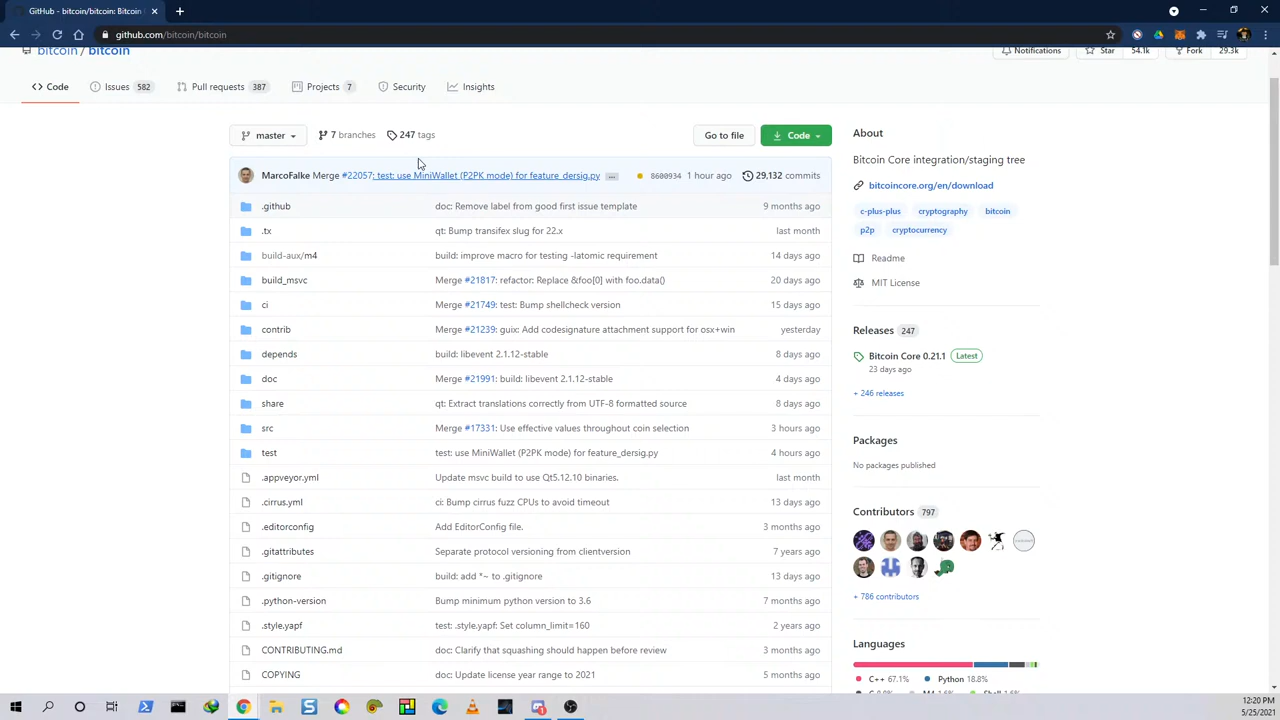 GitHub - bitcoin/bitcoin: Bitcoin
github.com/bitcoin/bitcoin
bitcoin / bitcoin
Notifications
Star 54.1k
Fork 29.3k
Code
Issues 582
Pull requests 387
Projects 7
Security
Insights
master
7 branches
247 tags
Go to file
Code
MarcoFalke Merge #22057: test: use MiniWallet (P2PK mode) for feature_dersig.py ... 8600934 1 hour ago 29,132 commits
.github doc: Remove label from good first issue template 9 months ago
.tx qt: Bump transifex slug for 22.x last month
build-aux/m4 build: improve macro for testing -latomic requirement 14 days ago
build_msvc Merge #21817: refactor: Replace &foo[0] with foo.data() 20 days ago
ci Merge #21749: test: Bump shellcheck version 15 days ago
contrib Merge #21239: guix: Add codesignature attachment support for osx+win yesterday
depends build: libevent 2.1.12-stable 8 days ago
doc Merge #21991: build: libevent 2.1.12-stable 4 days ago
share qt: Extract translations correctly from UTF-8 formatted source 8 days ago
src Merge #17331: Use effective values throughout coin selection 3 hours ago
test test: use MiniWallet (P2PK mode) for feature_dersig.py 4 hours ago
.appveyor.yml Update msvc build to use Qt5.12.10 binaries. last month
.cirrus.yml ci: Bump cirrus fuzz CPUs to avoid timeout 13 days ago
.editorconfig Add EditorConfig file. 3 months ago
.gitattributes Separate protocol versioning from clientversion 7 years ago
.gitignore build: add *~ to .gitignore 13 days ago
.python-version Bump minimum python version to 3.6 7 months ago
.style.yapf test: .style.yapf: Set column_limit=160 2 years ago
CONTRIBUTING.md doc: Clarify that squashing should happen before review 3 months ago
COPYING doc: Update license year range to 2021 5 months ago
About
Bitcoin Core integration/staging tree
bitcoincore.org/en/download
c-plus-plus cryptography bitcoin
p2p cryptocurrency
Readme
MIT License
Releases 247
Bitcoin Core 0.21.1 Latest
23 days ago
+ 246 releases
Packages
No packages published
Contributors 797
+ 786 contributors
Languages
C++ 67.1% Python 18.8%
12:20 PM
5/25/2021